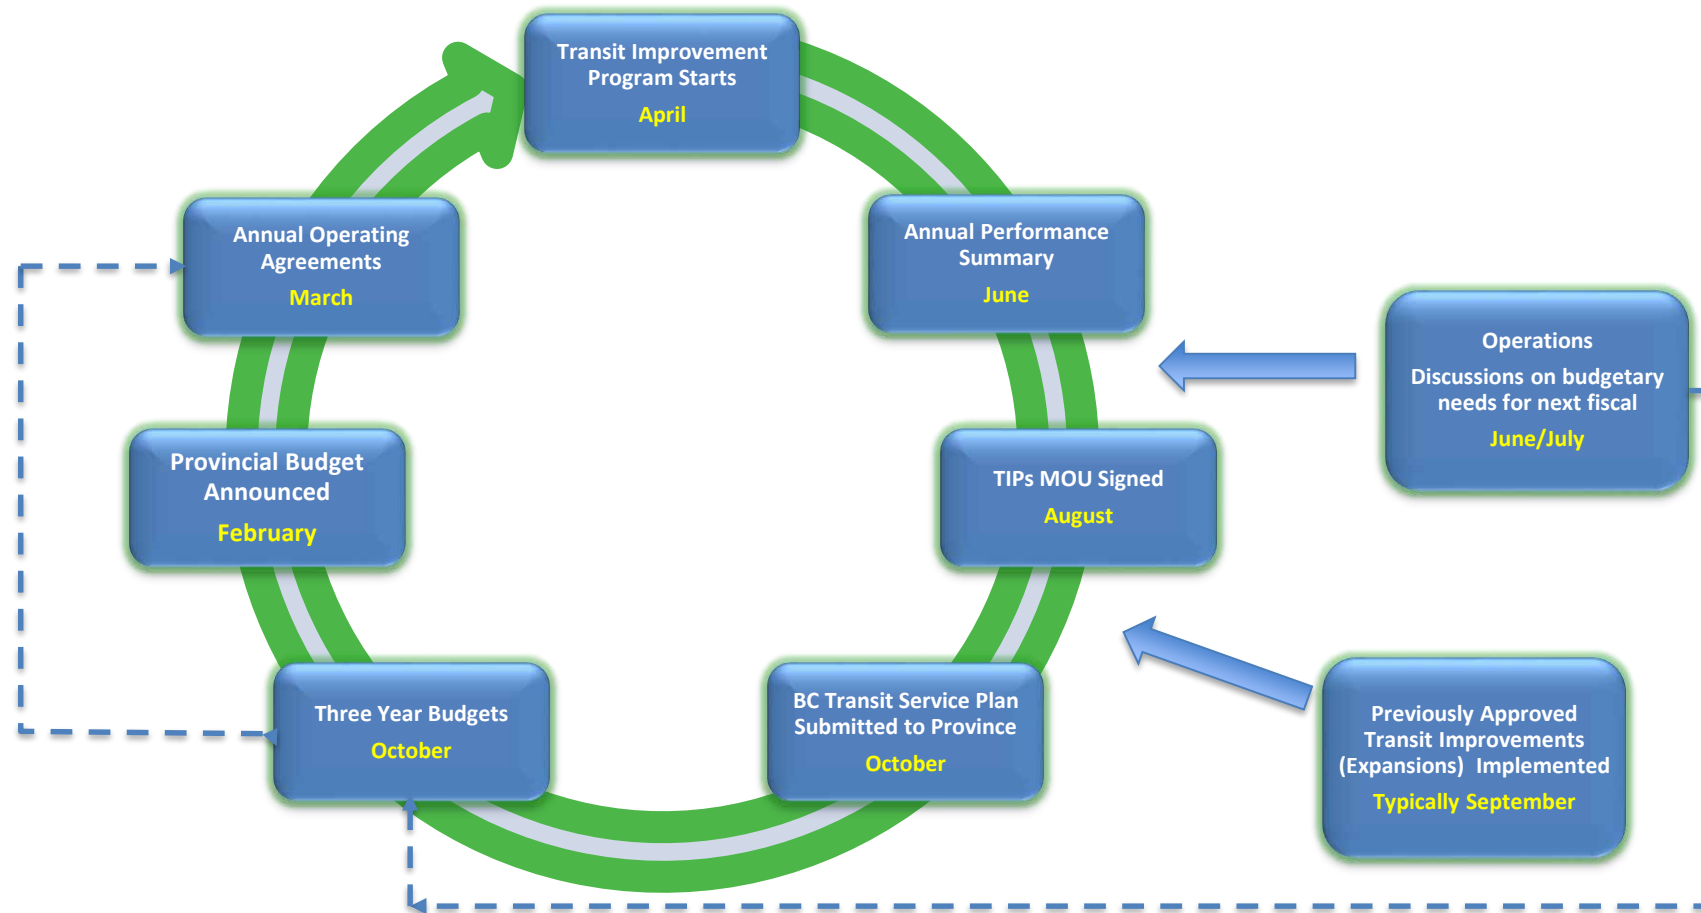 Transit Improvement
Program Starts
April
Annual Performance
Summary
June
Operations
Discussions on budgetary
needs for next fiscal
June/July
TIPs MOU Signed
August
Previously Approved
Transit Improvements
(Expansions) Implemented
Typically September
BC Transit Service Plan
Submitted to Province
October
Three Year Budgets
October
Provincial Budget
Announced
February
Annual Operating
Agreements
March